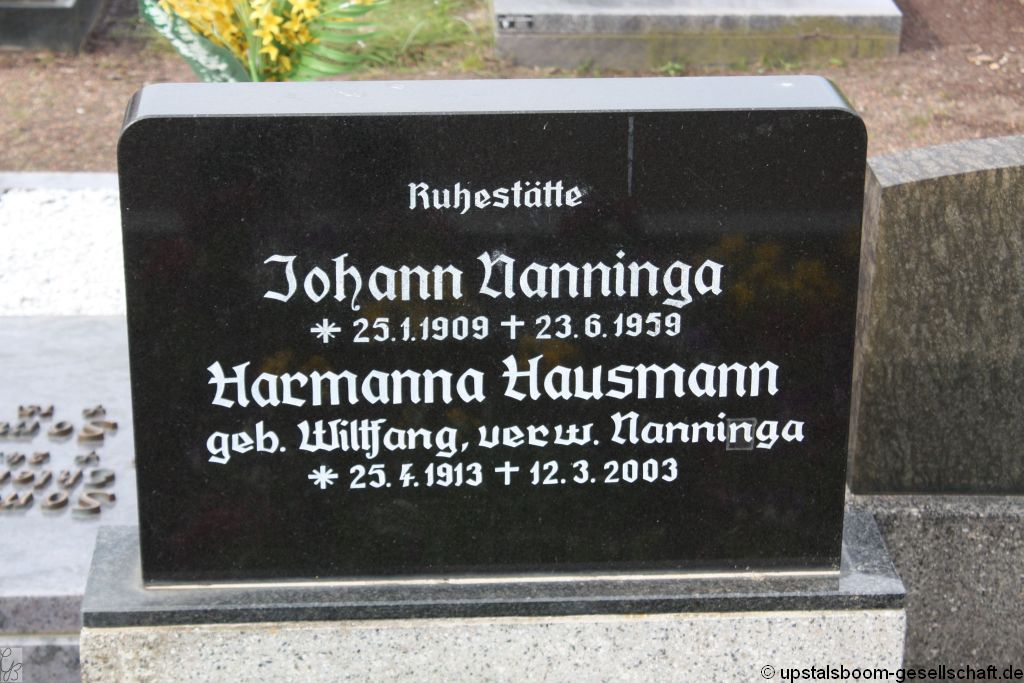 Ruhestätte
Johann Nanninga
* 25.1.1909 † 23.6.1959
Harmanna Hausmann
geb. Wiltfang, verw. Nanninga
* 25.4.1913 † 12.3.2003
© upstalsboom-gesellschaft.de